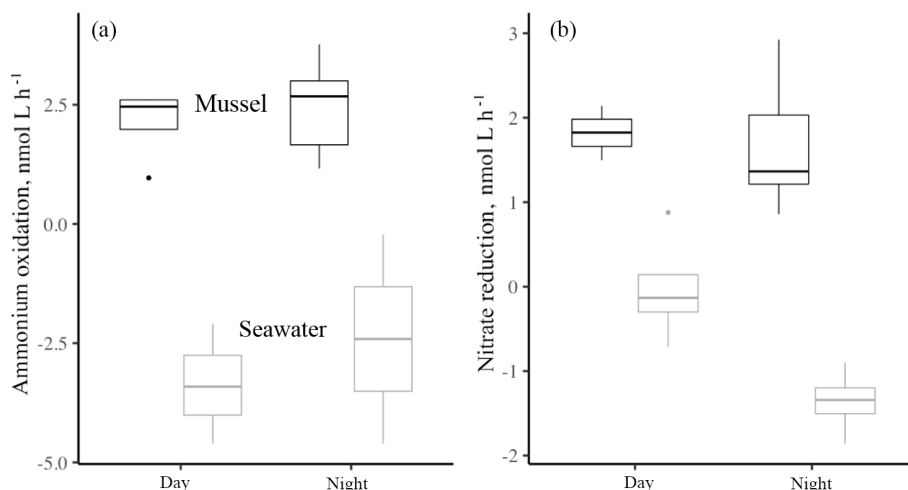 (a)
Ammonium oxidation, nmol L h⁻¹
2.5
0.0
-2.5
-5.0
Mussel
Seawater
Day
Night
(b)
Nitrate reduction, nmol L h⁻¹
3
2
1
0
-1
-2
Day
Night